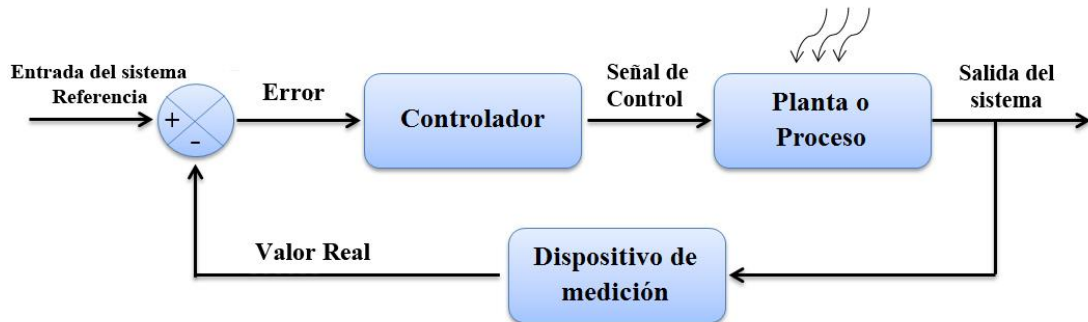 Entrada del sistema
Referencia
+
-
Error
Controlador
Señal de
Control
Planta o
Proceso
Salida del
sistema
Valor Real
Dispositivo de
medición